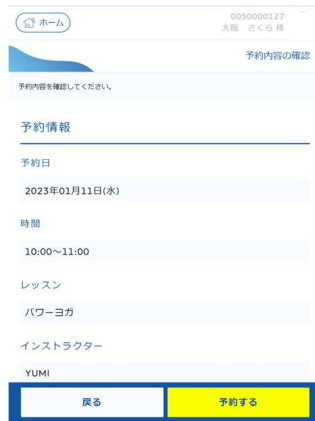 ホーム
0050000127
大阪 さくら 様
予約内容の確認
予約内容を確認してください。
予約情報
予約日
2023年01月11日(水)
時間
10:00～11:00
レッスン
パワーヨガ
インストラクター
YUMI
戻る
予約する